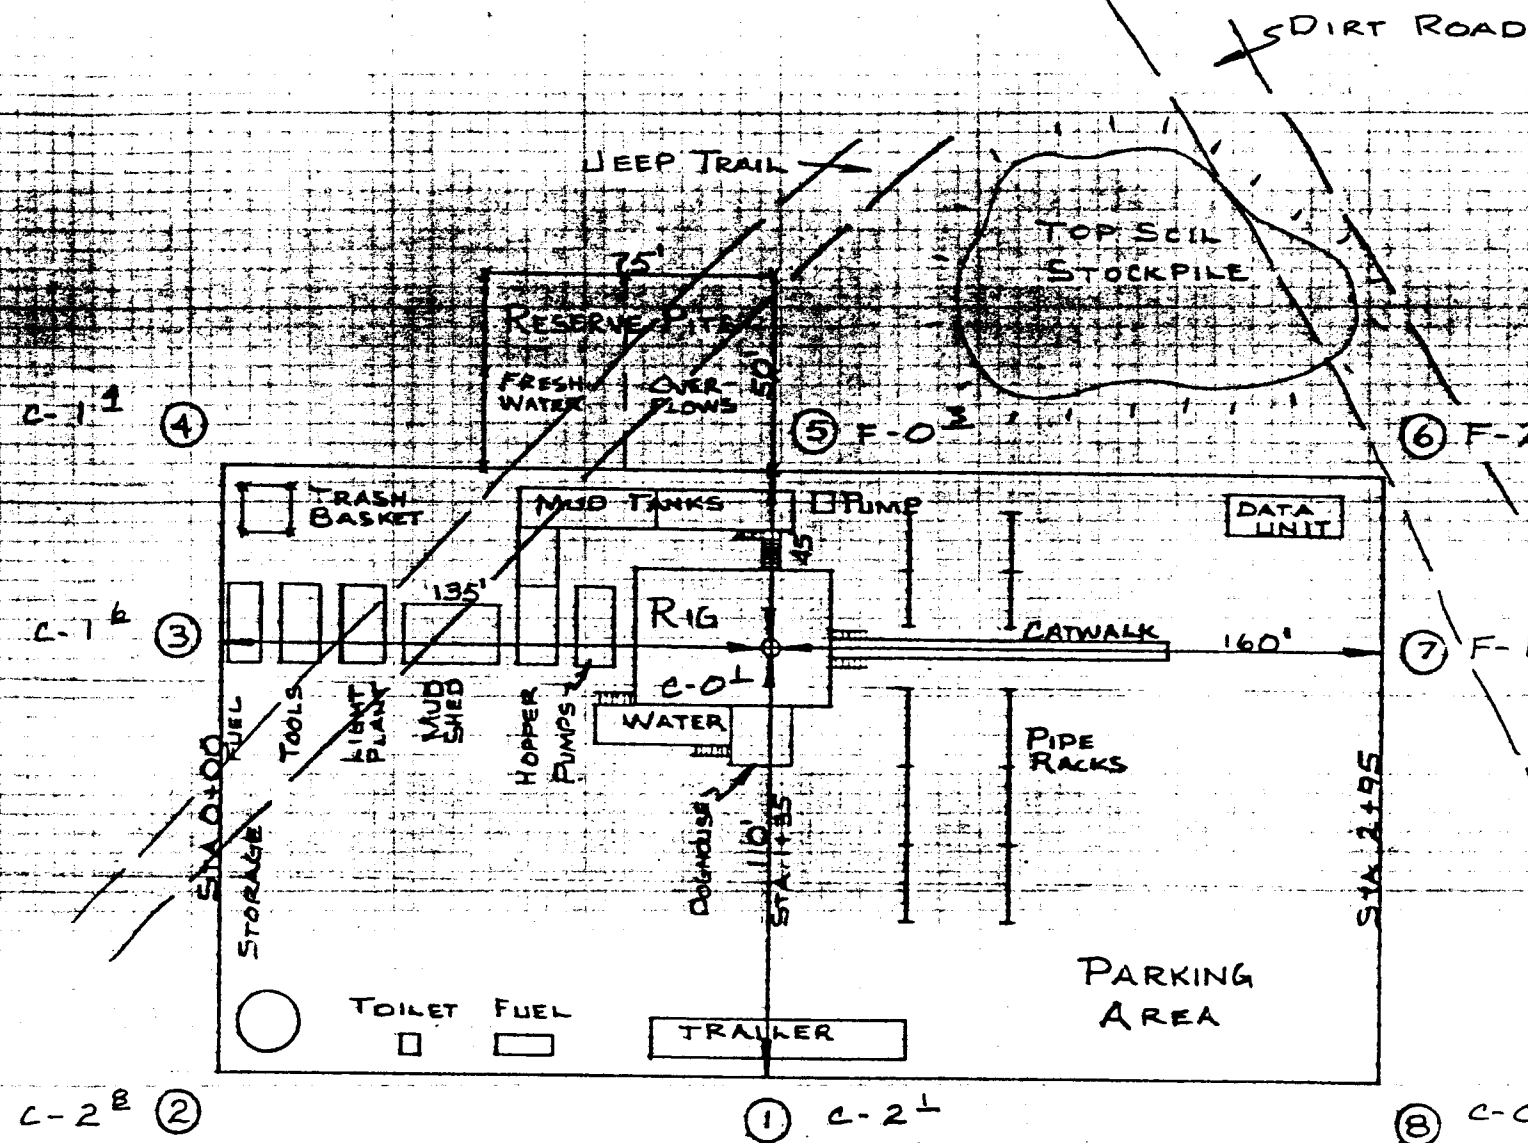 DIRT ROAD
JEEP TRAIL
TOP SOIL
STOCKPILE
75'
RESERVE PITS
50'
FRESH
WATER
OVER-
FLOWS
C-1
4
5
F-0
6
F-2
TRASH
BASKET
MUD TANKS
PUMP
DATA
UNIT
45'
135'
RIG
CATWALK
160'
C-1
3
7
F-
C-0
FUEL
TOOLS
LIGHT
PLANT
MUD
SHED
HOPPER
PUMPS
WATER
PIPE
RACKS
DOGHOUSE
110'
STA 1+35
STA 0+00
STORAGE
STA 2+95
PARKING
AREA
TOILET FUEL
TRAILER
C-2
2
1
C-2
8